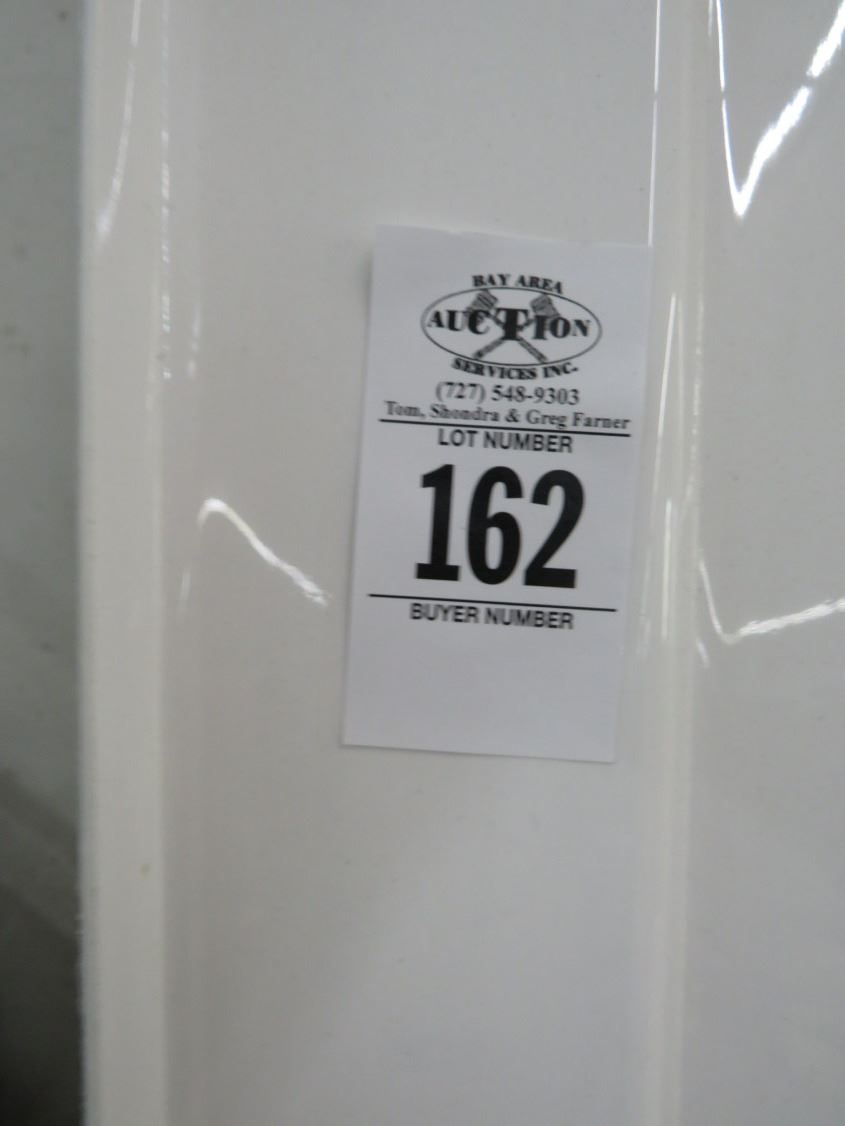 BAY AREA
AUCTION
SERVICES INC.
(727) 548-9303
Tom, Shondra & Greg Farner
LOT NUMBER
162
BUYER NUMBER